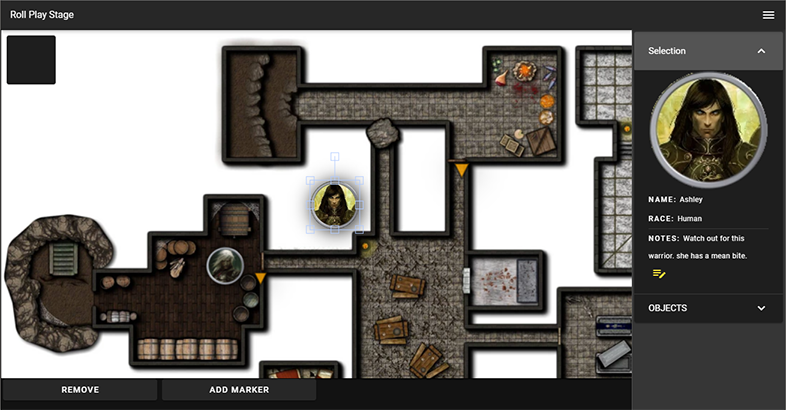 Roll Play Stage
Selection
NAME: Ashley
RACE: Human
NOTES: Watch out for this
warrior. she has a mean bite.
OBJECTS
REMOVE
ADD MARKER